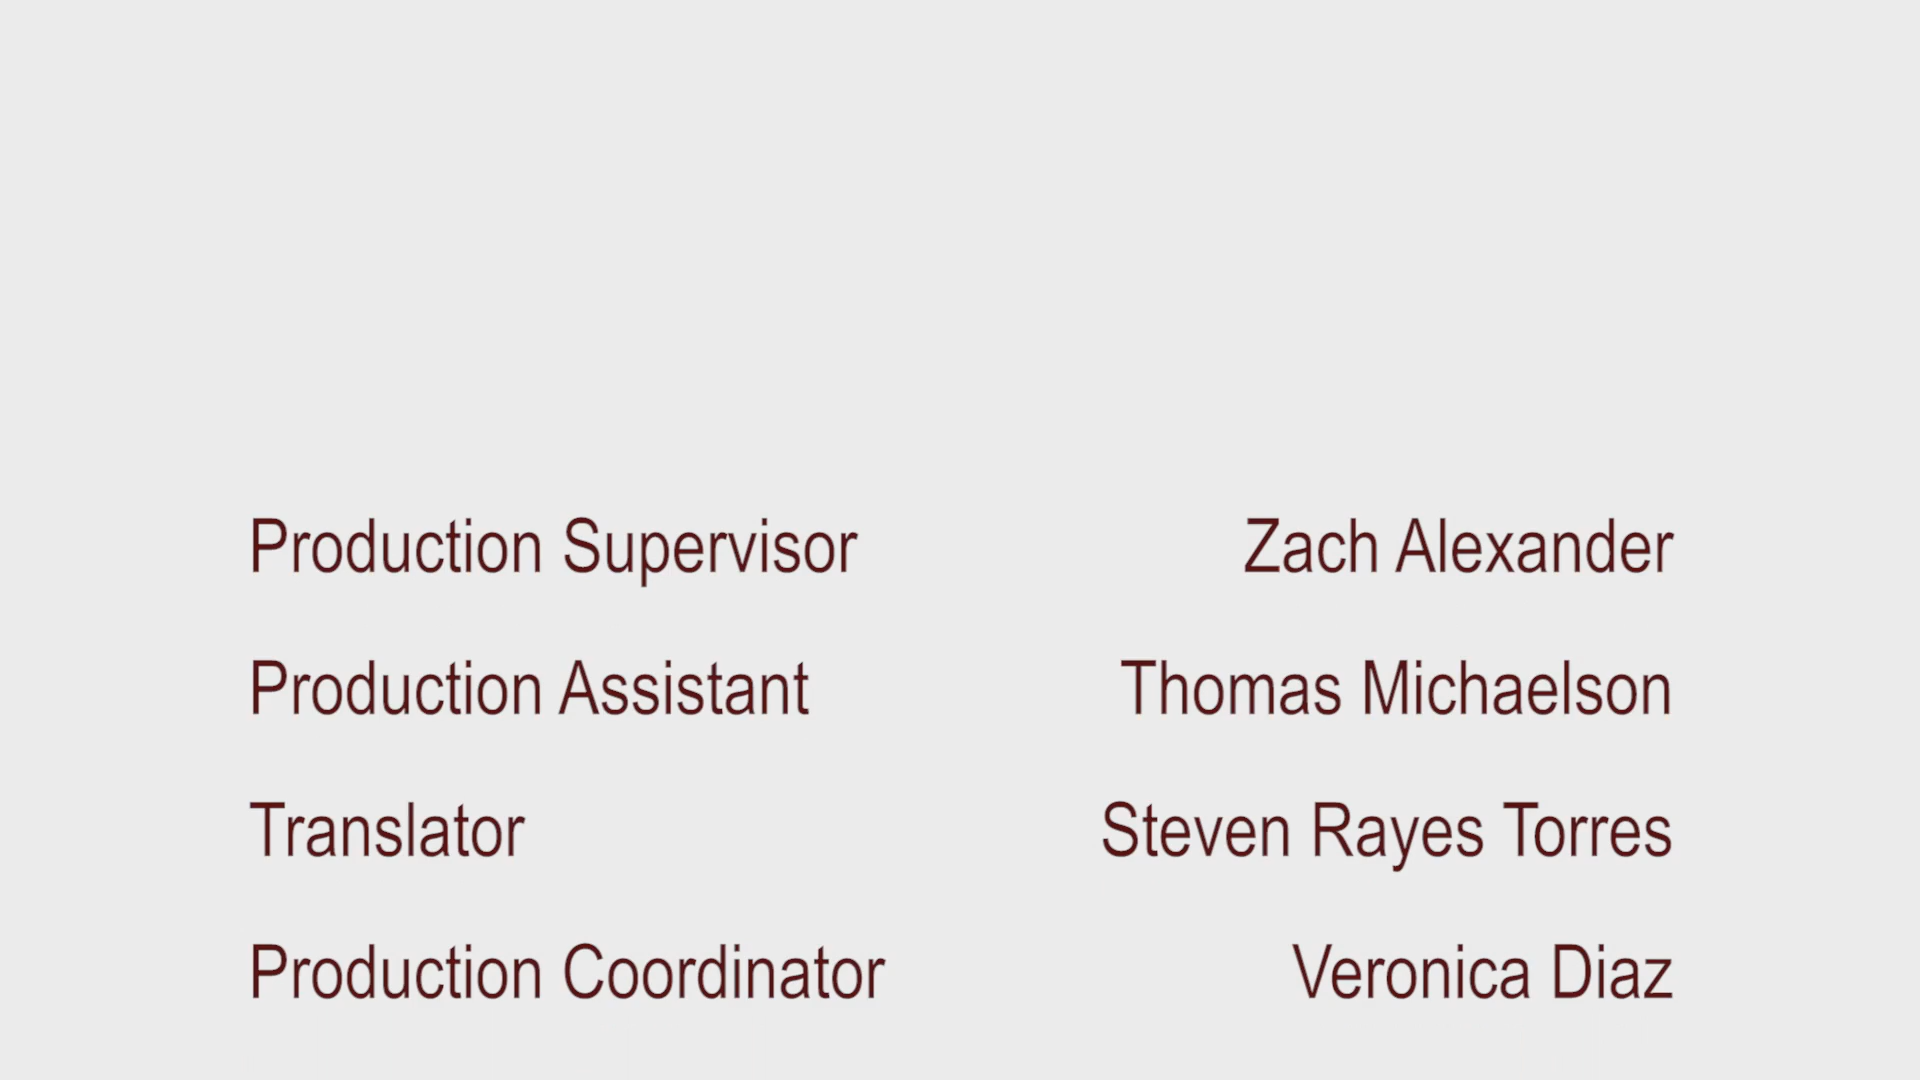 Production Supervisor Zach Alexander
Production Assistant Thomas Michaelson
Translator Steven Rayes Torres
Production Coordinator Veronica Diaz